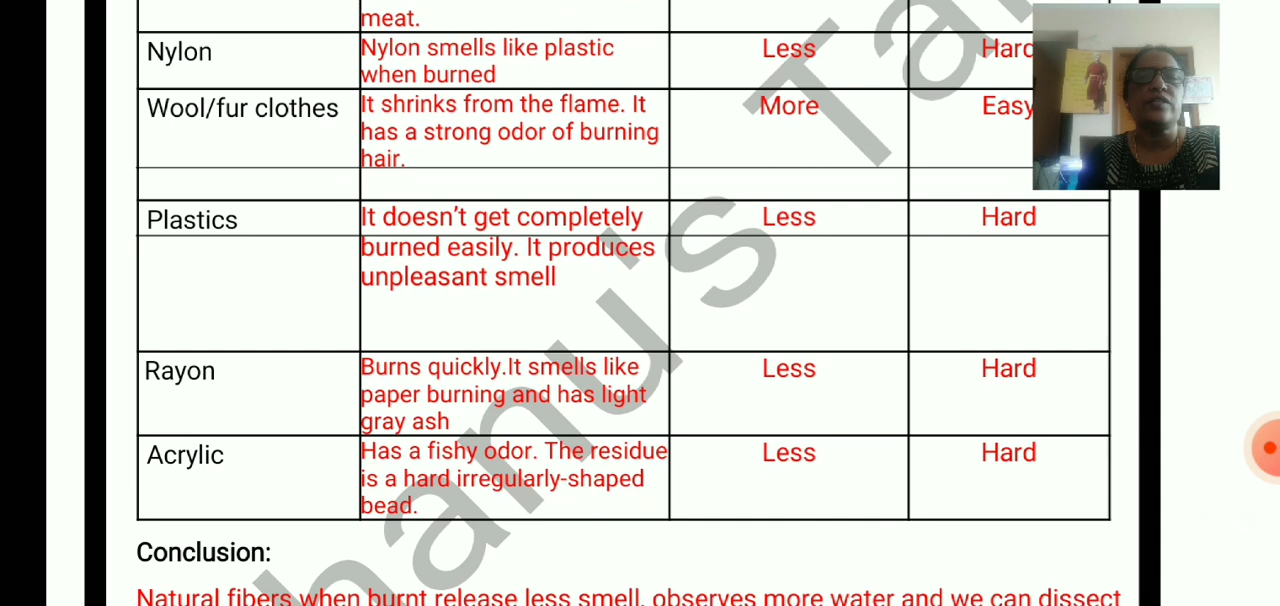 meat.
Nylon
Nylon smells like plastic
when burned
Less
Hard
Wool/fur clothes
It shrinks from the flame. It
has a strong odor of burning
hair.
More
Easy
Plastics
It doesn't get completely
burned easily. It produces
unpleasant smell
Less
Hard
Rayon
Burns quickly.It smells like
paper burning and has light
gray ash
Less
Hard
Acrylic
Has a fishy odor. The residue
is a hard irregularly-shaped
bead.
Less
Hard
hanu's Ta
Conclusion:
Natural fibers when burnt release less smell, observes more water and we can dissect